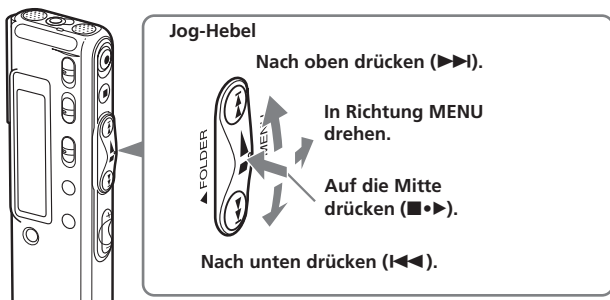 Jog-Hebel
Nach oben drücken (▶▶I).
In Richtung MENU
drehen.
▲ FOLDER
MENU
Auf die Mitte
drücken (■•▶).
Nach unten drücken (I◀◀).